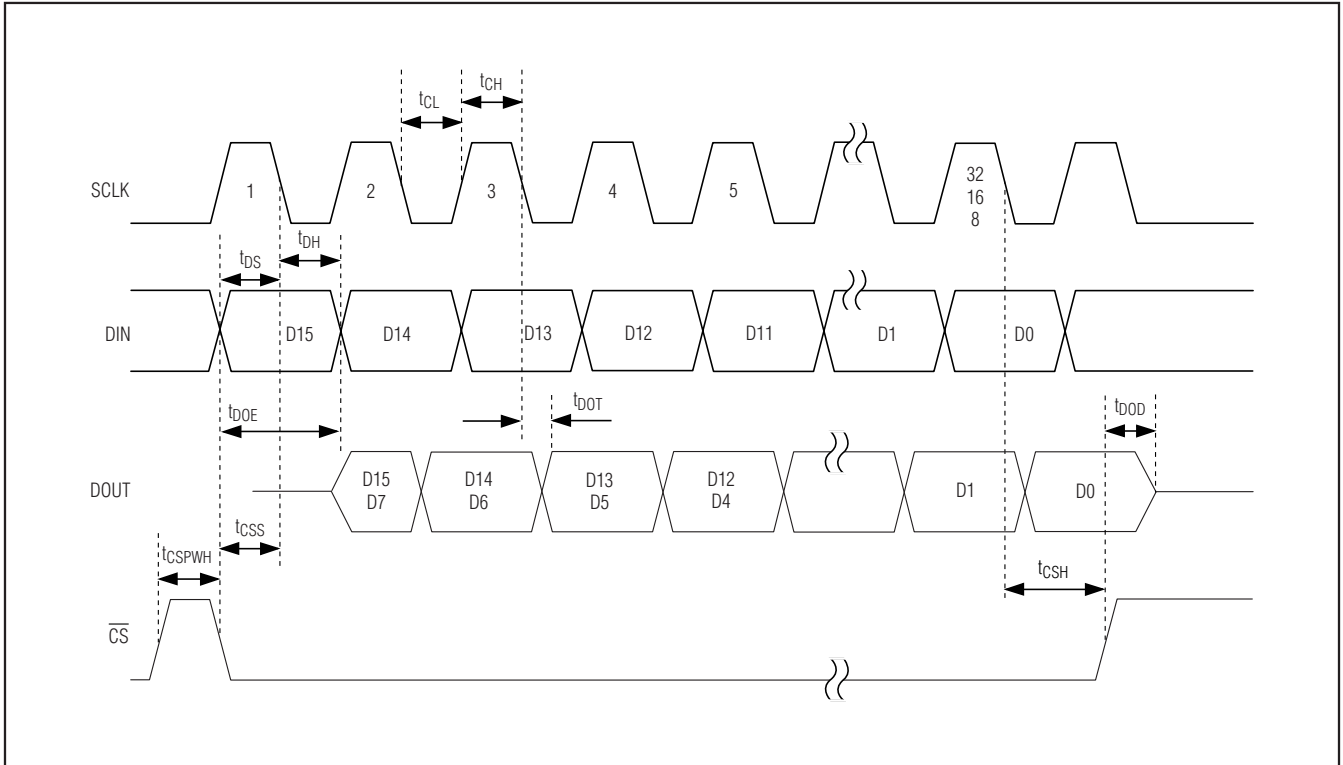 tCL
tCH
SCLK
1
2
3
4
5
32
16
8
tDS
tDH
DIN
D15
D14
D13
D12
D11
D1
D0
tDOE
tDOT
tDOD
DOUT
D15
D7
D14
D6
D13
D5
D12
D4
D1
D0
tCSPWH
tCSS
tCSH
CS